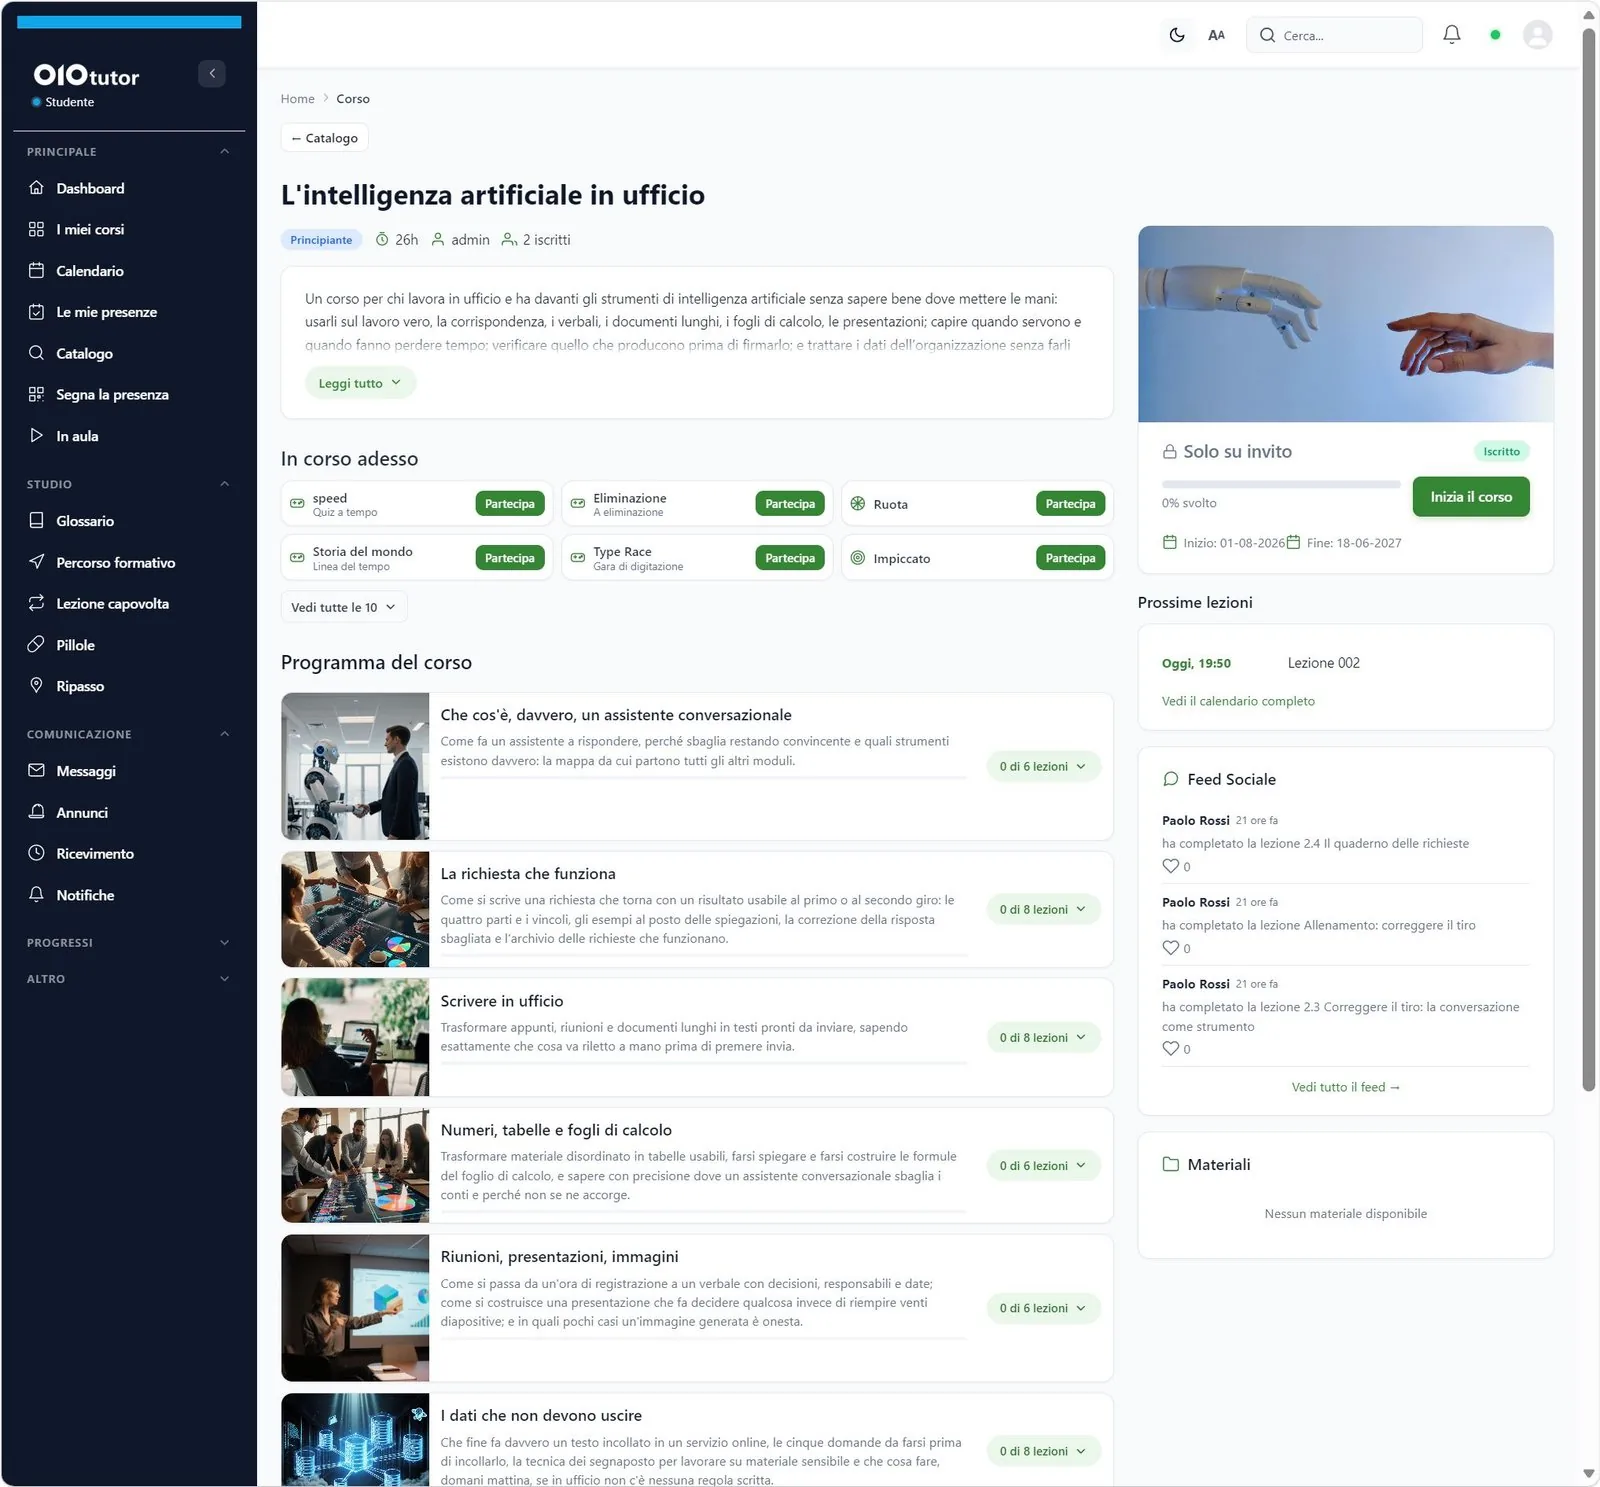 OIOtutor
Studente
PRINCIPALE
Dashboard
I miei corsi
Calendario
Le mie presenze
Catalogo
Segna la presenza
In aula
STUDIO
Glossario
Percorso formativo
Lezione capovolta
Pillole
Ripasso
COMUNICAZIONE
Messaggi
Annunci
Ricevimento
Notifiche
PROGRESSI
ALTRO
AA
Cerca...
Home > Corso
← Catalogo
L'intelligenza artificiale in ufficio
Principiante 26h admin 2 iscritti
Un corso per chi lavora in ufficio e ha davanti gli strumenti di intelligenza artificiale senza sapere bene dove mettere le mani:
usarli sul lavoro vero, la corrispondenza, i verbali, i documenti lunghi, i fogli di calcolo, le presentazioni; capire quando servono e
quando fanno perdere tempo; verificare quello che producono prima di firmarlo; e trattare i dati dell'organizzazione senza farli
Leggi tutto
In corso adesso
speed
Quiz a tempo
Partecipa
Eliminazione
A eliminazione
Partecipa
Ruota
Partecipa
Storia del mondo
Linea del tempo
Partecipa
Type Race
Gara di digitazione
Partecipa
Impiccato
Partecipa
Vedi tutte le 10
Programma del corso
Che cos'è, davvero, un assistente conversazionale
Come fa un assistente a rispondere, perché sbaglia restando convincente e quali strumenti
esistono davvero: la mappa da cui partono tutti gli altri moduli.
0 di 6 lezioni
La richiesta che funziona
Come si scrive una richiesta che torna con un risultato usabile al primo o al secondo giro: le
quattro parti e i vincoli, gli esempi al posto delle spiegazioni, la correzione della risposta
sbagliata e l'archivio delle richieste che funzionano.
0 di 8 lezioni
Scrivere in ufficio
Trasformare appunti, riunioni e documenti lunghi in testi pronti da inviare, sapendo
esattamente che cosa va riletto a mano prima di premere invia.
0 di 8 lezioni
Numeri, tabelle e fogli di calcolo
Trasformare materiale disordinato in tabelle usabili, farsi spiegare e farsi costruire le formule
del foglio di calcolo, e sapere con precisione dove un assistente conversazionale sbaglia i
conti e perché non se ne accorge.
0 di 6 lezioni
Riunioni, presentazioni, immagini
Come si passa da un'ora di registrazione a un verbale con decisioni, responsabili e date;
come si costruisce una presentazione che fa decidere qualcosa invece di riempire venti
diapositive; e in quali pochi casi un'immagine generata è onesta.
0 di 6 lezioni
I dati che non devono uscire
Che fine fa davvero un testo incollato in un servizio online, le cinque domande da farsi prima
di incollarlo, la tecnica dei segnaposto per lavorare su materiale sensibile e che cosa fare,
domani mattina, se in ufficio non c'è nessuna regola scritta.
0 di 8 lezioni
Solo su invito
Iscritto
0% svolto
Inizia il corso
Inizio: 01-08-2026 Fine: 18-06-2027
Prossime lezioni
Oggi, 19:50 Lezione 002
Vedi il calendario completo
Feed Sociale
Paolo Rossi 21 ore fa
ha completato la lezione 2.4 Il quaderno delle richieste
0
Paolo Rossi 21 ore fa
ha completato la lezione Allenamento: correggere il tiro
0
Paolo Rossi 21 ore fa
ha completato la lezione 2.3 Correggere il tiro: la conversazione
come strumento
0
Vedi tutto il feed →
Materiali
Nessun materiale disponibile